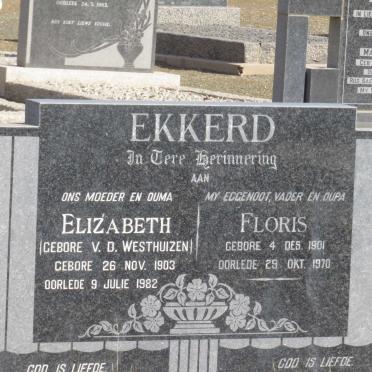 EKKERD
In Tere Herinnering
AAN
ONS MOEDER EN OUMA
ELIZABETH
(GEBORE V. D. WESTHUIZEN)
GEBORE 26 NOV. 1903
OORLEDE 9 JULIE 1982
MY EGGENOOT, VADER EN OUPA
FLORIS
GEBORE 4 DES. 1901
OORLEDE 25 OKT. 1970
GOD IS LIEFDE.
GOD IS LIEFDE.